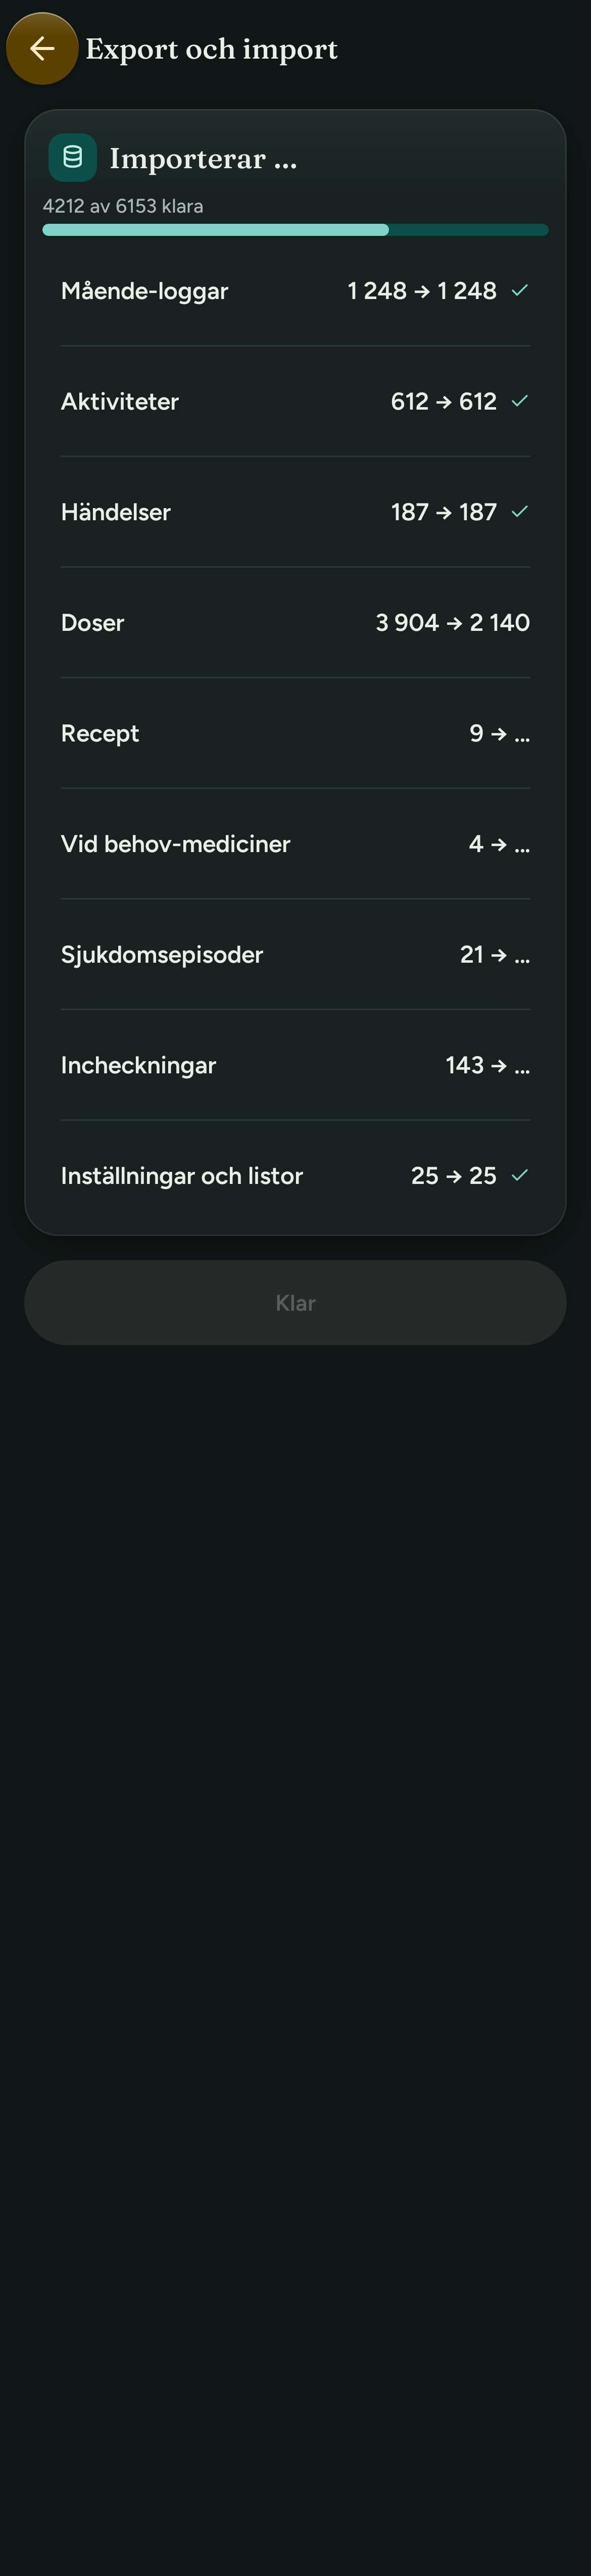 Export och import
Importerar ...
4212 av 6153 klara
Mående-loggar 1 248 → 1 248 ✓
Aktiviteter 612 → 612 ✓
Händelser 187 → 187 ✓
Doser 3 904 → 2 140
Recept 9 → ...
Vid behov-mediciner 4 → ...
Sjukdomsepisoder 21 → ...
Incheckningar 143 → ...
Inställningar och listor 25 → 25 ✓
Klar